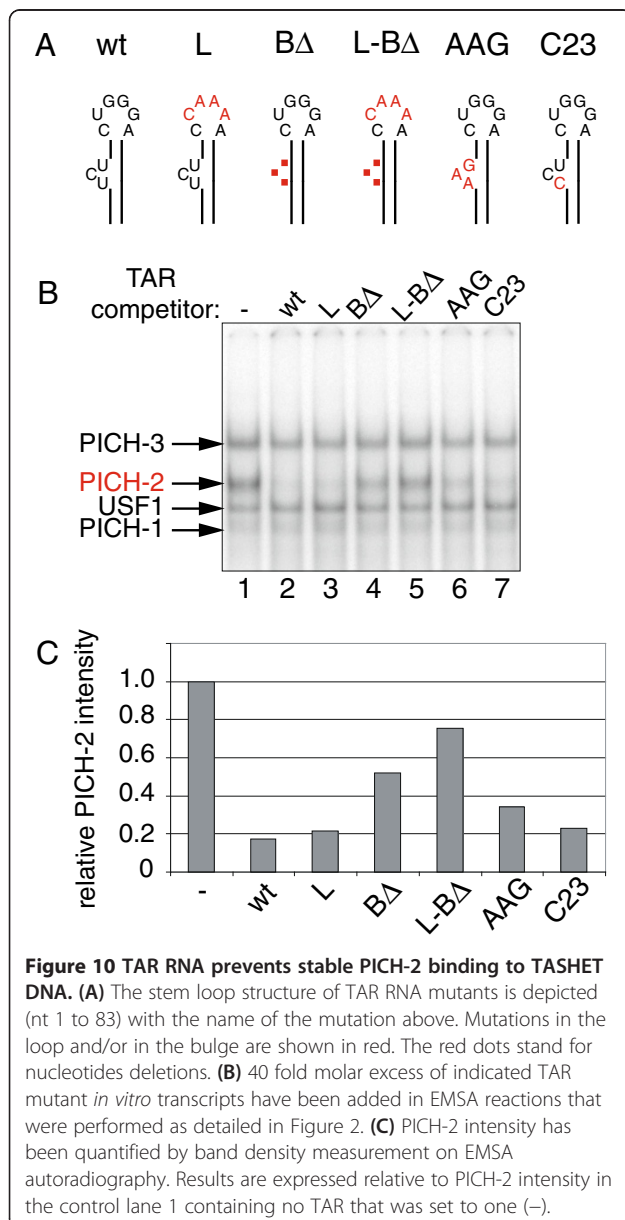 A wt L BΔ L-BΔ AAG C23
U G G G C A
C A A A C A
U G G G C A
C A A A C A
U G G G C A
U G G G C A
C U U
C U U
A G A
C U C
B TAR competitor: - wt L BΔ L-BΔ AAG C23
PICH-3
PICH-2
USF1
PICH-1
1 2 3 4 5 6 7
C
relative PICH-2 intensity
1.0
0.8
0.6
0.4
0.2
0
- wt L BΔ L-BΔ AAG C23
Figure 10 TAR RNA prevents stable PICH-2 binding to TASHET
DNA. (A) The stem loop structure of TAR RNA mutants is depicted
(nt 1 to 83) with the name of the mutation above. Mutations in the
loop and/or in the bulge are shown in red. The red dots stand for
nucleotides deletions. (B) 40 fold molar excess of indicated TAR
mutant in vitro transcripts have been added in EMSA reactions that
were performed as detailed in Figure 2. (C) PICH-2 intensity has
been quantified by band density measurement on EMSA
autoradiography. Results are expressed relative to PICH-2 intensity in
the control lane 1 containing no TAR that was set to one (−).